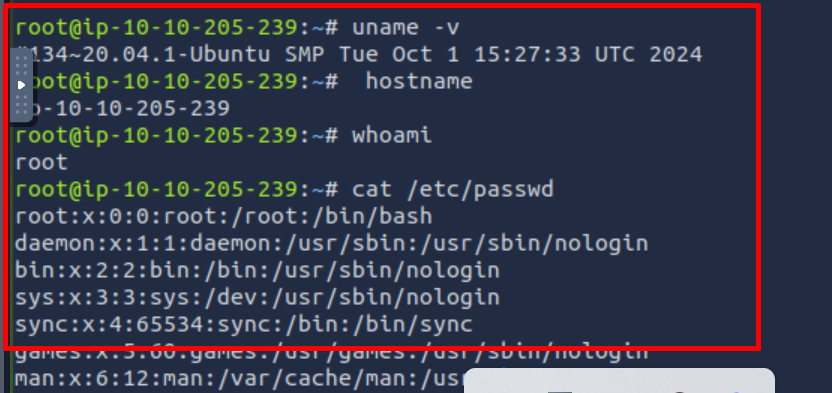 root@ip-10-10-205-239:~# uname -v
134~20.04.1-Ubuntu SMP Tue Oct 1 15:27:33 UTC 2024
root@ip-10-10-205-239:~#  hostname
-10-10-205-239
root@ip-10-10-205-239:~# whoami
root
root@ip-10-10-205-239:~# cat /etc/passwd
root:x:0:0:root:/root:/bin/bash
daemon:x:1:1:daemon:/usr/sbin:/usr/sbin/nologin
bin:x:2:2:bin:/bin:/usr/sbin/nologin
sys:x:3:3:sys:/dev:/usr/sbin/nologin
sync:x:4:65534:sync:/bin:/bin/sync
games:x:5:60:games:/usr/games:/usr/sbin/nologin
man:x:6:12:man:/var/cache/man:/us